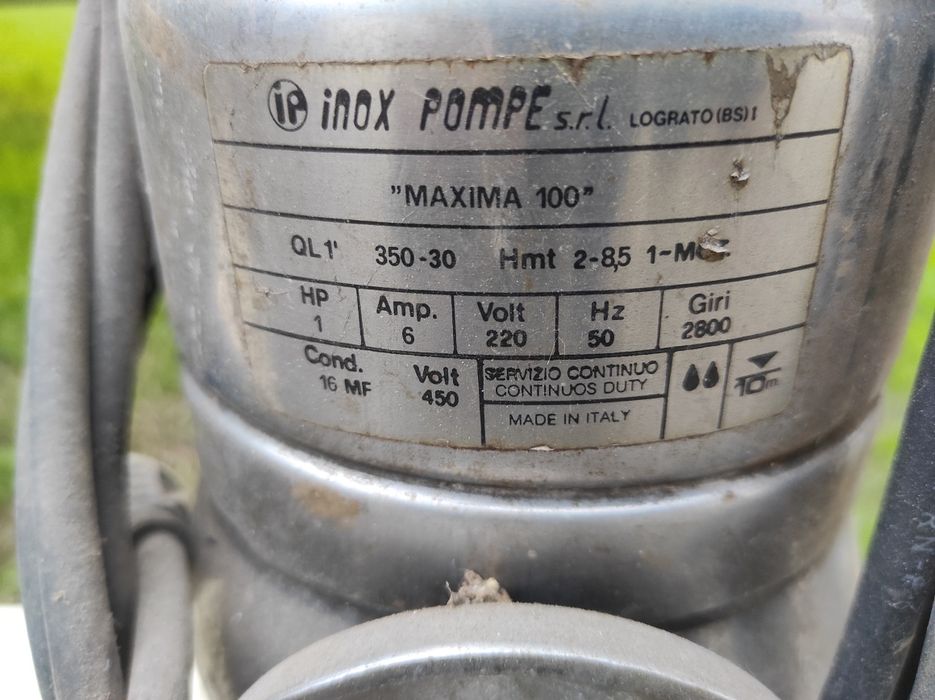 iP inox POMPE s.r.l. LOGRATO (BS) I
"MAXIMA 100"
QL1' 350-30 Hmt 2-8,5 1~M
HP Amp. Volt Hz Giri
1 6 220 50 2800
Cond. Volt SERVIZIO CONTINUO
16 MF 450 CONTINUOS DUTY
10m
MADE IN ITALY